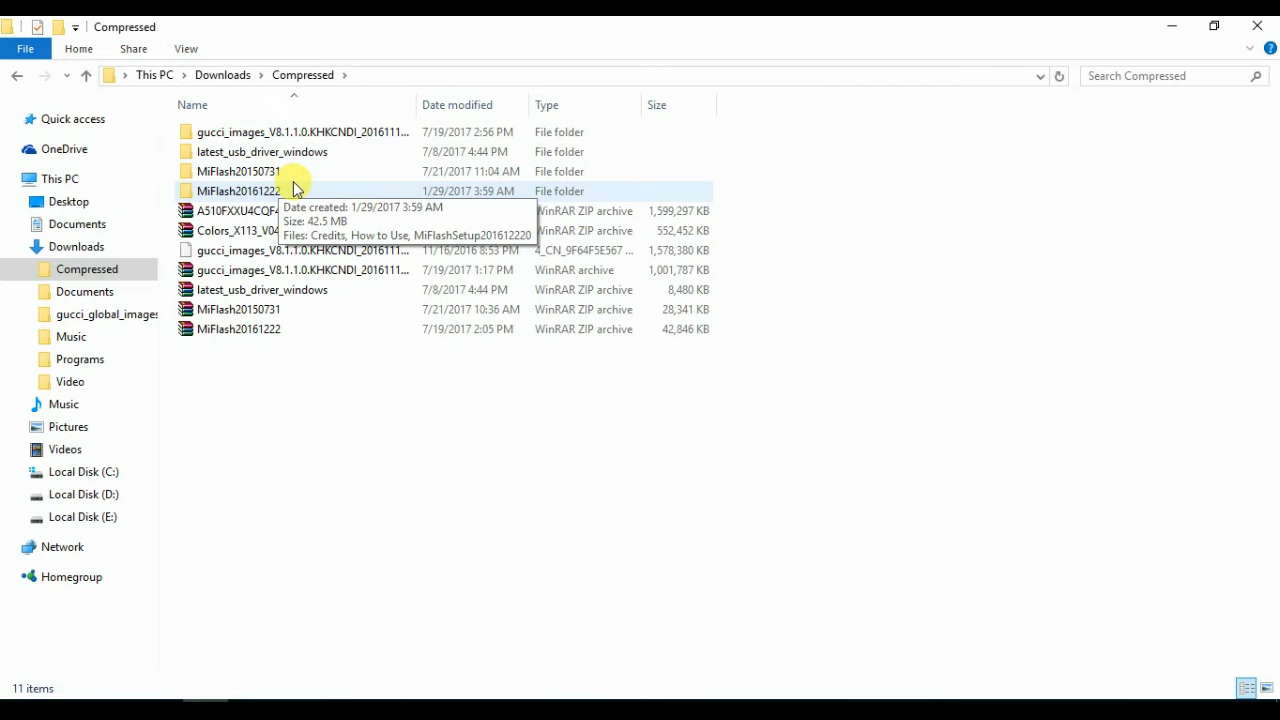 Compressed
File Home Share View
This PC Downloads Compressed Search Compressed
Name Date modified Type Size
Quick access
OneDrive
This PC
Desktop
Documents
Downloads
Compressed
Documents
gucci_global_images
Music
Programs
Video
Music
Pictures
Videos
Local Disk (C:)
Local Disk (D:)
Local Disk (E:)
Network
Homegroup
gucci_images_V8.1.1.0.KHKCNDI_2016111... 7/19/2017 2:56 PM File folder
latest_usb_driver_windows 7/8/2017 4:44 PM File folder
MiFlash20150731 7/21/2017 11:04 AM File folder
MiFlash20161222 1/29/2017 3:59 AM File folder
A510FXXU4CQF4 WinRAR ZIP archive 1,599,297 KB
Colors_X113_V04 WinRAR ZIP archive 552,452 KB
gucci_images_V8.1.1.0.KHKCNDI_2016111... 11/16/2016 8:53 PM 4_CN_9F64F5E567 ... 1,578,380 KB
gucci_images_V8.1.1.0.KHKCNDI_2016111... 7/19/2017 1:17 PM WinRAR archive 1,001,787 KB
latest_usb_driver_windows 7/8/2017 4:44 PM WinRAR ZIP archive 8,480 KB
MiFlash20150731 7/21/2017 10:36 AM WinRAR ZIP archive 28,341 KB
MiFlash20161222 7/19/2017 2:05 PM WinRAR ZIP archive 42,846 KB
Date created: 1/29/2017 3:59 AM
Size: 42.5 MB
Files: Credits, How to Use, MiFlashSetup201612220
11 items